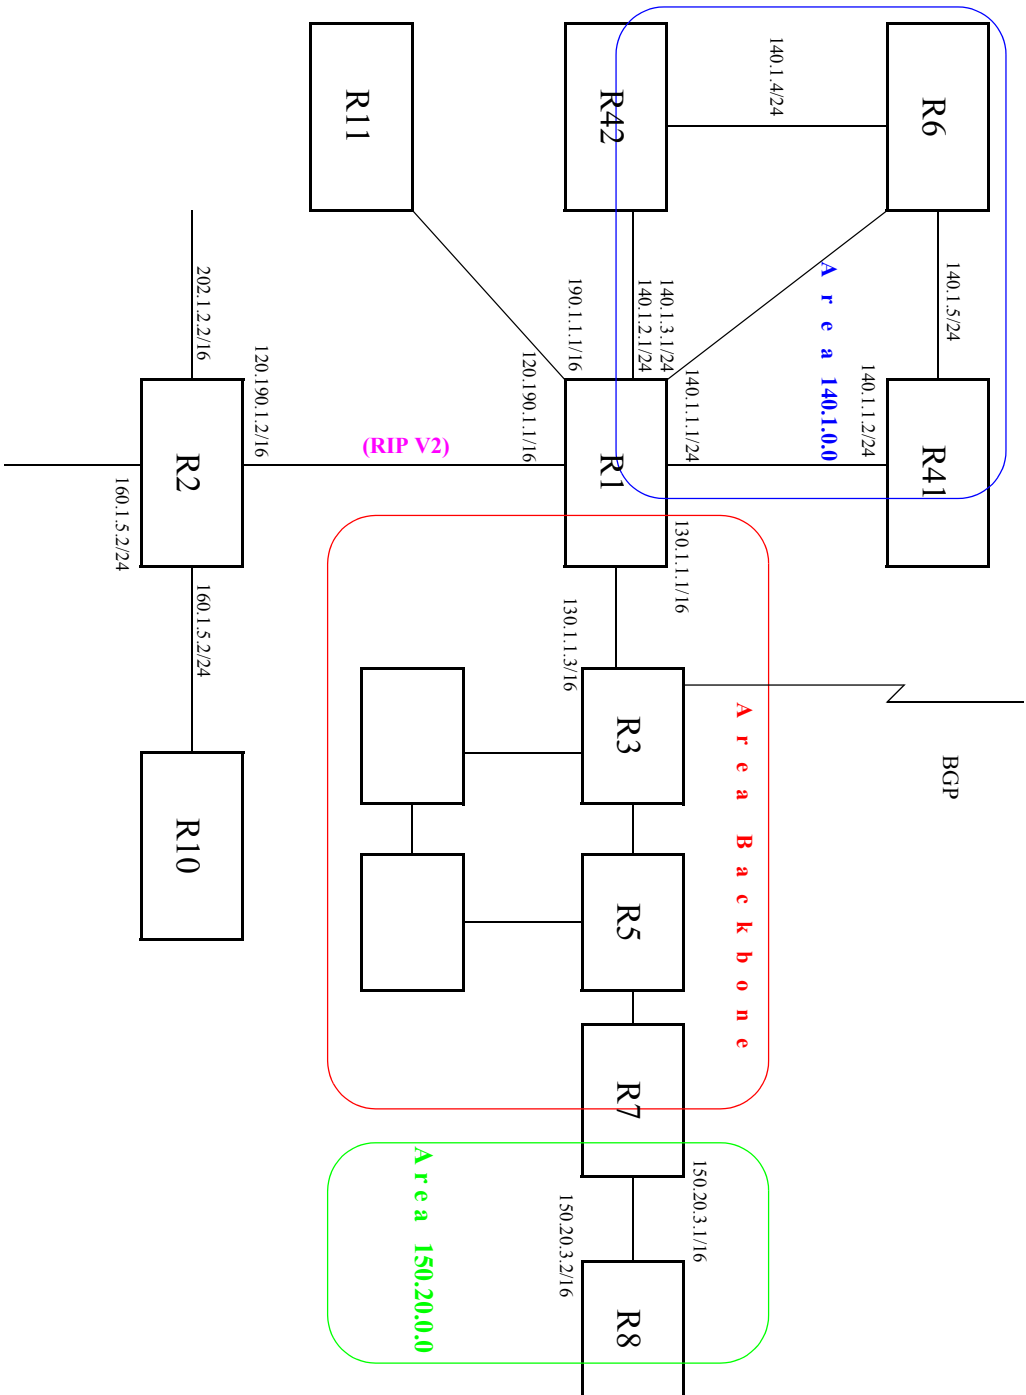 R6
140.1.4/24
R42
R11
140.1.5/24
Area 140.1.0.0
140.1.3.1/24
140.1.2.1/24
190.1.1.1/16
202.1.2.2/16
140.1.1.2/24
140.1.1.1/24
120.190.1.1/16
120.190.1.2/16
R41
R1
(RIP V2)
R2
160.1.5.2/24
130.1.1.1/16
130.1.1.3/16
160.1.5.2/24
BGP
Area Backbone
R3
R10
R5
R7
Area 150.20.0.0
150.20.3.1/16
150.20.3.2/16
R8